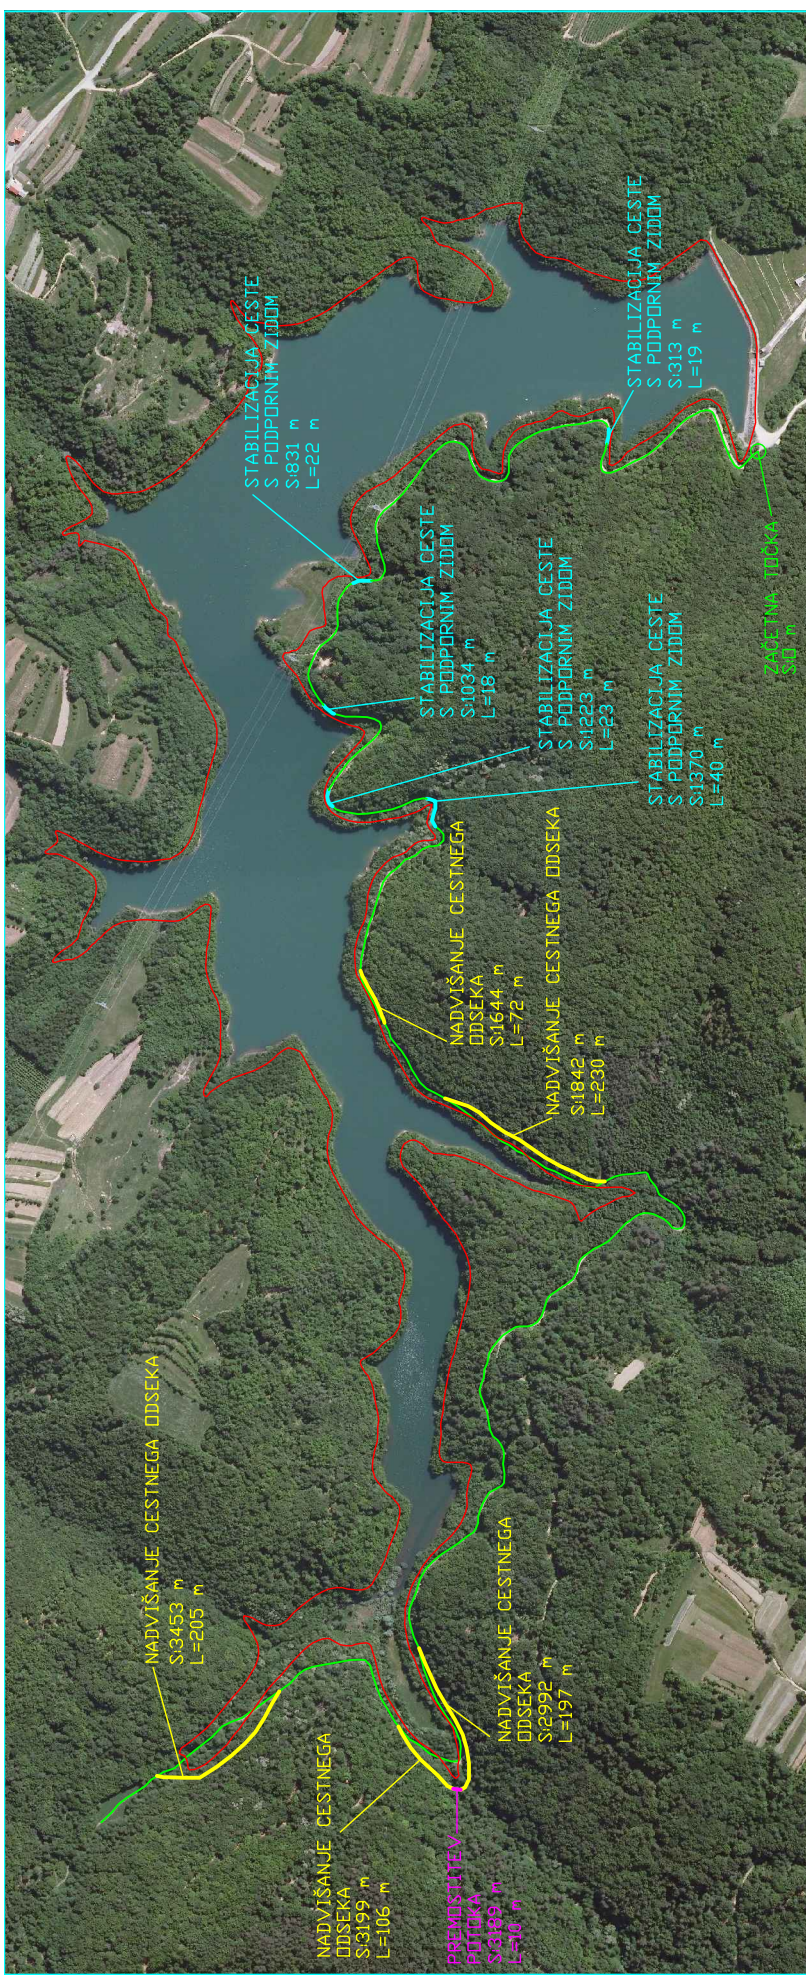 STABILIZACIJA CESTE
S PODPORNIM ZIDOM
S:313 m
L=19 m
STABILIZACIJA CESTE
S PODPORNIM ZIDOM
S:831 m
L=22 m
STABILIZACIJA CESTE
S PODPORNIM ZIDOM
S:1034 m
L=18 m
STABILIZACIJA CESTE
S PODPORNIM ZIDOM
S:1223 m
L=23 m
STABILIZACIJA CESTE
S PODPORNIM ZIDOM
S:1370 m
L=40 m
ZAČETNA TOČKA
S:0 m
NADVIŠANJE CESTNEGA
ODSEKA
S:1644 m
L=72 m
NADVIŠANJE CESTNEGA ODSEKA
S:1842 m
L=230 m
NADVIŠANJE CESTNEGA ODSEKA
S:3453 m
L=205 m
NADVIŠANJE CESTNEGA
ODSEKA
S:2992 m
L=197 m
NADVIŠANJE CESTNEGA
ODSEKA
S:3199 m
L=106 m
PREMOSTITEV
POTOKA
S:3189 m
L=10 m